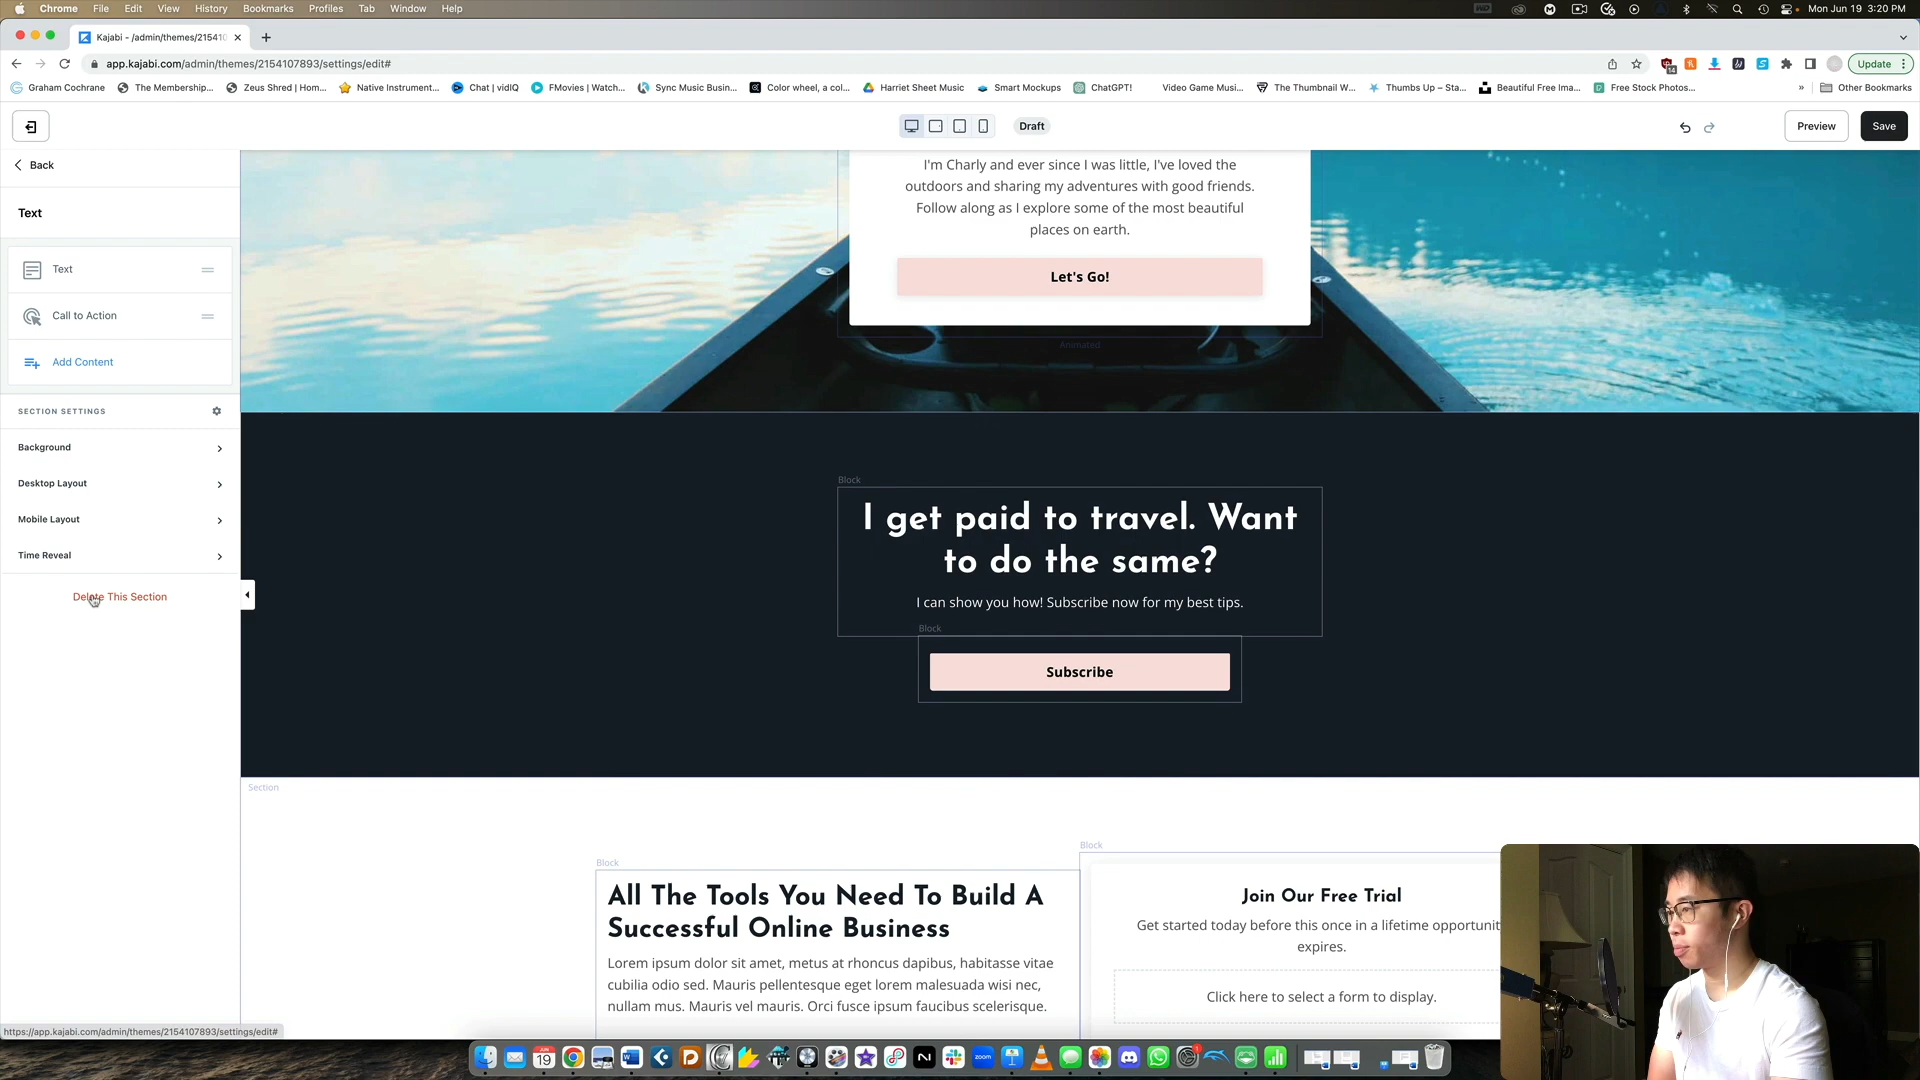 Chrome File Edit View History Bookmarks Profiles Tab Window Help
Mon Jun 19 3:20 PM
Kajabi - /admin/themes/21541
app.kajabi.com/admin/themes/2154107893/settings/edit#
Update
Graham Cochrane
The Membership...
Zeus Shred | Hom...
Native Instrument...
Chat | vidIQ
FMovies | Watch...
Sync Music Busin...
Color wheel, a col...
Harriet Sheet Music
Smart Mockups
ChatGPT!
Video Game Musi...
The Thumbnail W...
Thumbs Up – Sta...
Beautiful Free Ima...
Free Stock Photos...
»
Other Bookmarks
Draft
Preview
Save
Back
Text
Text
Call to Action
Add Content
SECTION SETTINGS
Background
Desktop Layout
Mobile Layout
Time Reveal
Delete This Section
I'm Charly and ever since I was little, I've loved the
outdoors and sharing my adventures with good friends.
Follow along as I explore some of the most beautiful
places on earth.
Let's Go!
Animated
Block
I get paid to travel. Want
to do the same?
I can show you how! Subscribe now for my best tips.
Block
Subscribe
Section
Block
All The Tools You Need To Build A
Successful Online Business
Lorem ipsum dolor sit amet, metus at rhoncus dapibus, habitasse vitae
cubilia odio sed. Mauris pellentesque eget lorem malesuada wisi nec,
nullam mus. Mauris vel mauris. Orci fusce ipsum faucibus scelerisque.
Block
Join Our Free Trial
Get started today before this once in a lifetime opportunit
expires.
Click here to select a form to display.
https://app.kajabi.com/admin/themes/2154107893/settings/edit#
JUN
19
zoom